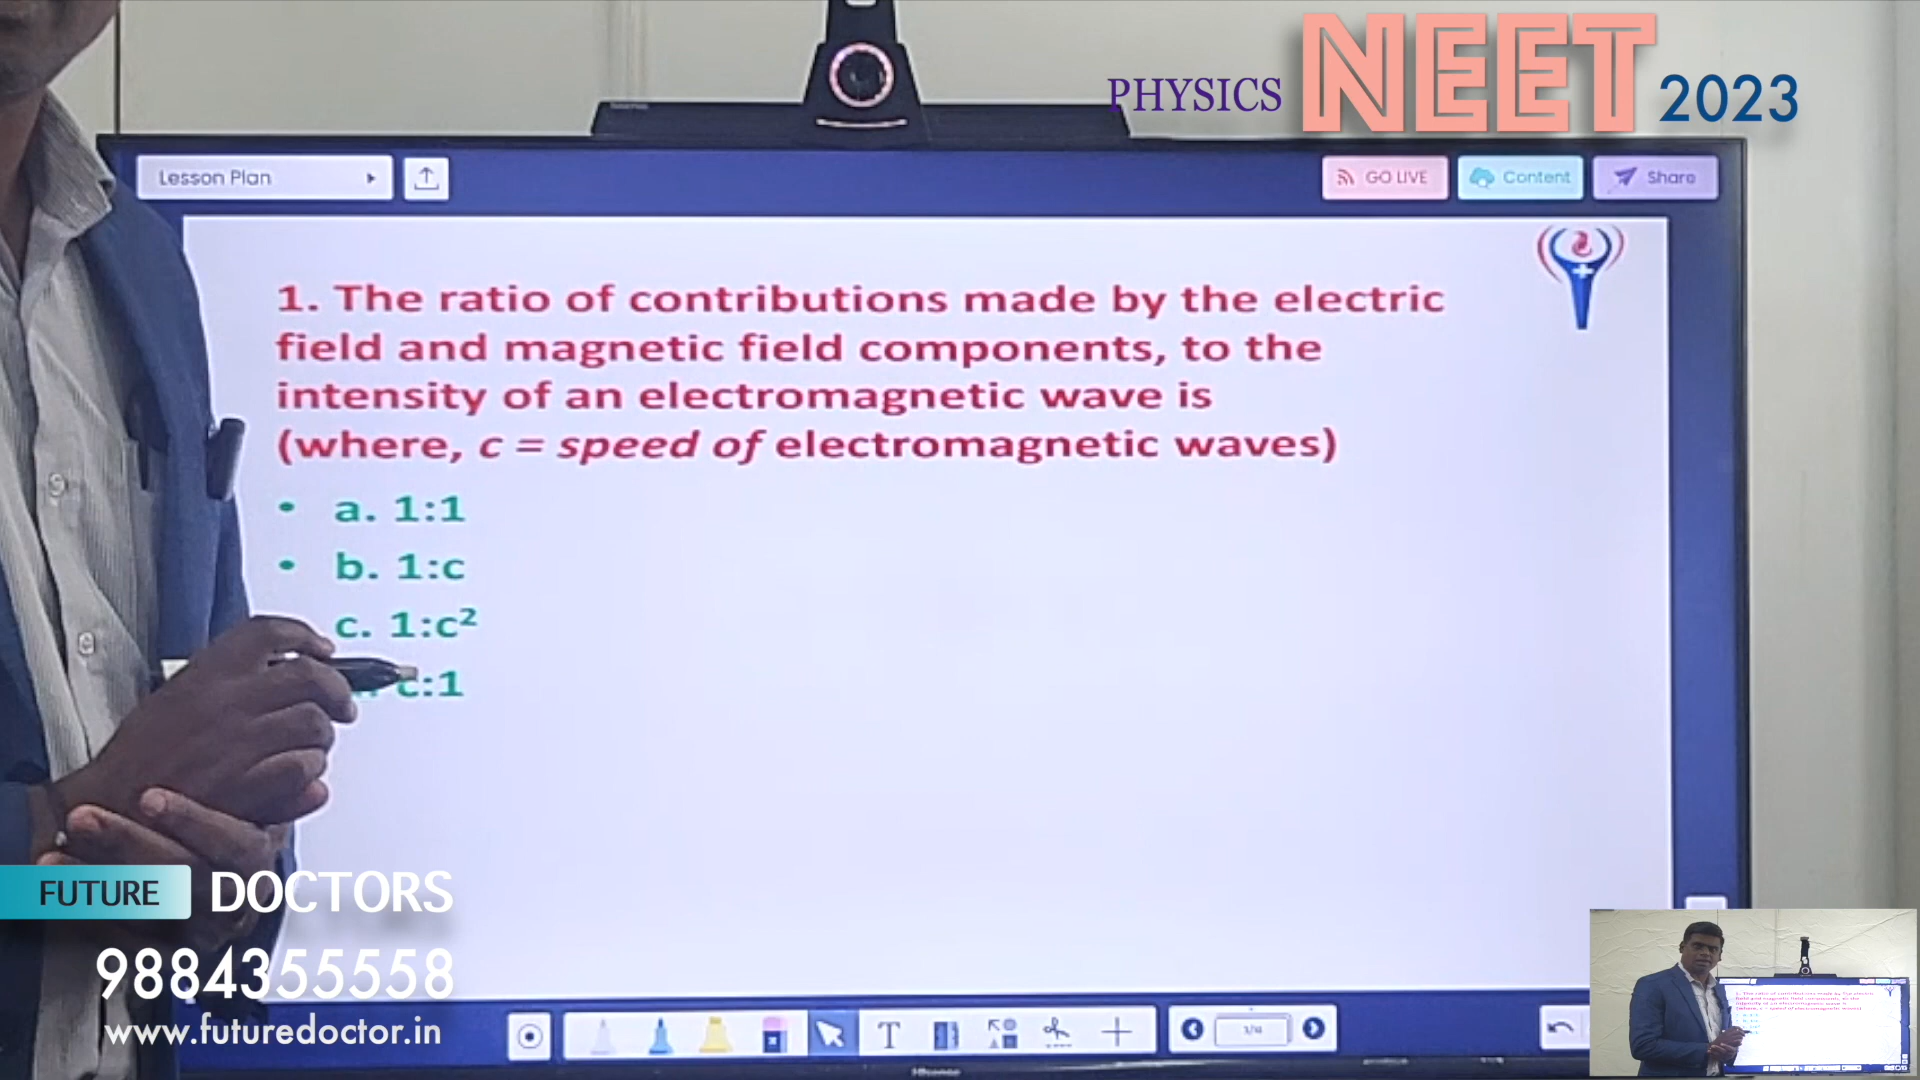 PHYSICS NEET 2023
Lesson Plan
GO LIVE
Content
Share
1. The ratio of contributions made by the electric
field and magnetic field components, to the
intensity of an electromagnetic wave is
(where, c = speed of electromagnetic waves)
• a. 1:1
• b. 1:c
c. 1:c²
c:1
FUTURE DOCTORS
9884355558
www.futuredoctor.in
T
Hisense